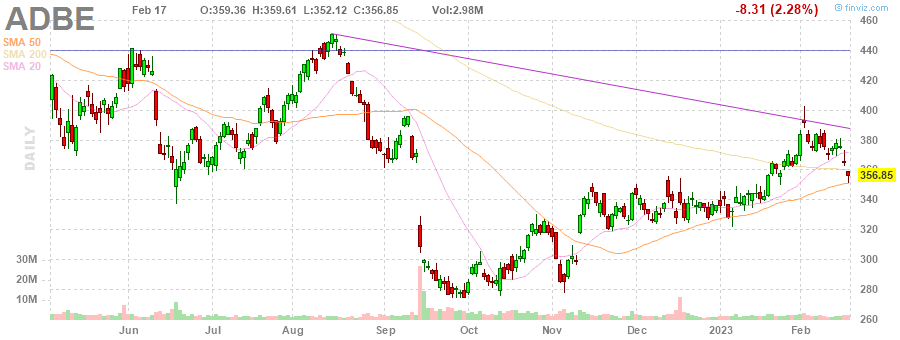 ADBE
Feb 17 O:359.36 H:359.61 L:352.12 C:356.85 Vol:2.98M
-8.31 (2.28%)
© finviz.com
SMA 50
SMA 200
SMA 20
DAILY
460
440
420
400
380
360
356.85
340
320
300
280
260
30M
20M
10M
Jun Jul Aug Sep Oct Nov Dec 2023 Feb